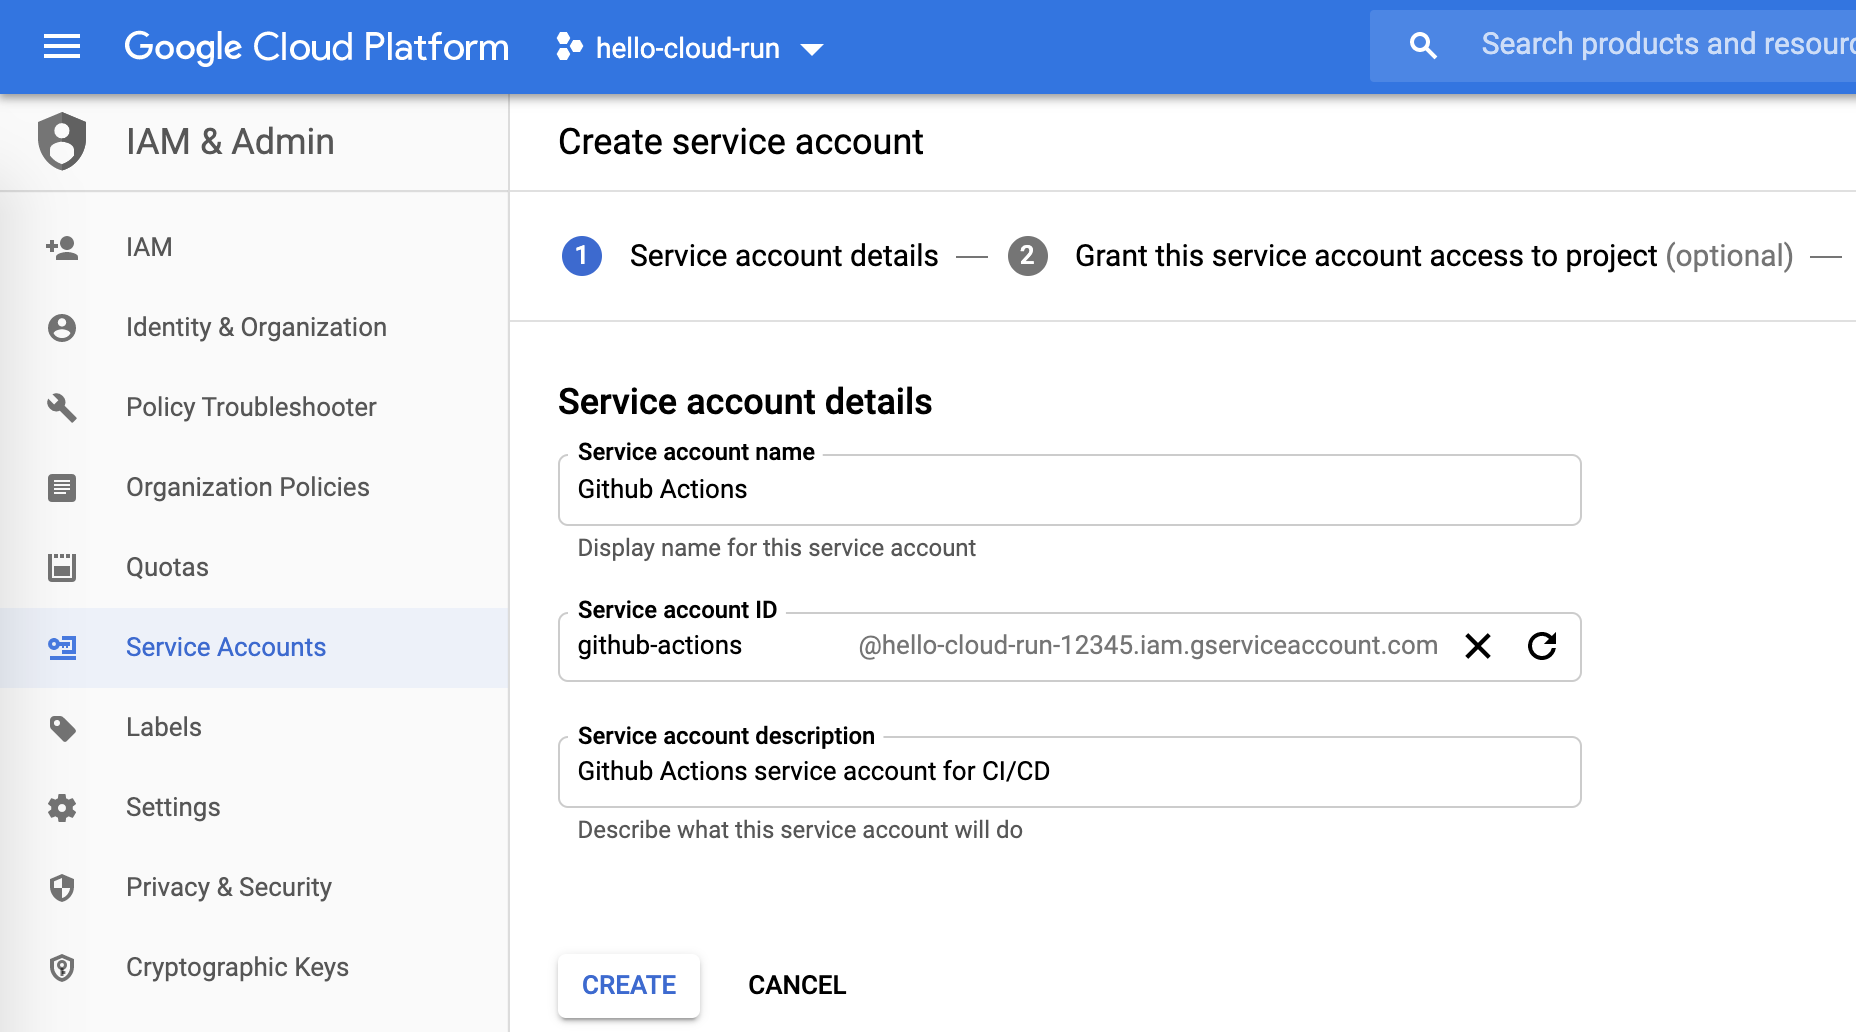 Google Cloud Platform
hello-cloud-run
Search products and resourc
IAM & Admin
IAM
Identity & Organization
Policy Troubleshooter
Organization Policies
Quotas
Service Accounts
Labels
Settings
Privacy & Security
Cryptographic Keys
Create service account
1 Service account details — 2 Grant this service account access to project (optional) —
Service account details
Service account name
Github Actions
Display name for this service account
Service account ID
github-actions @hello-cloud-run-12345.iam.gserviceaccount.com
Service account description
Github Actions service account for CI/CD
Describe what this service account will do
CREATE CANCEL